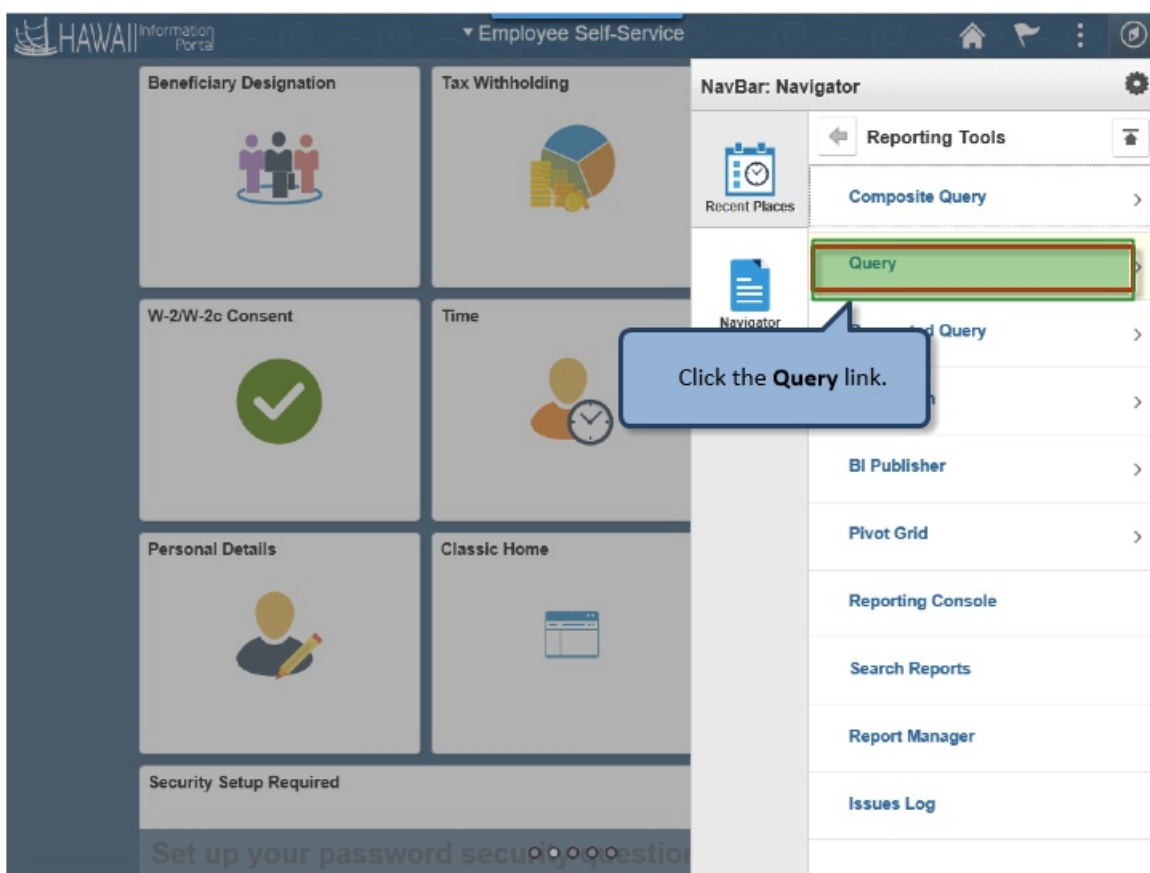 HAWAII Information Portal
Employee Self-Service
Beneficiary Designation
Tax Withholding
W-2/W-2c Consent
Time
Personal Details
Classic Home
Security Setup Required
Set up your password security question
NavBar: Navigator
Recent Places
Navigator
Reporting Tools
Composite Query
Query
Query
Click the Query link.
BI Publisher
Pivot Grid
Reporting Console
Search Reports
Report Manager
Issues Log